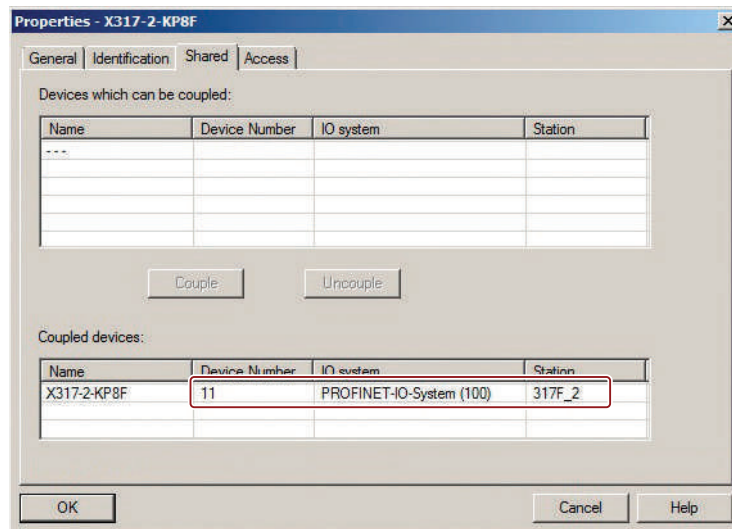 Properties - X317-2-KP8F
General Identification Shared Access
Devices which can be coupled:
Name Device Number IO system Station
---
Couple Uncouple
Coupled devices:
Name Device Number IO system Station
X317-2-KP8F 11 PROFINET-IO-System (100) 317F_2
OK Cancel Help